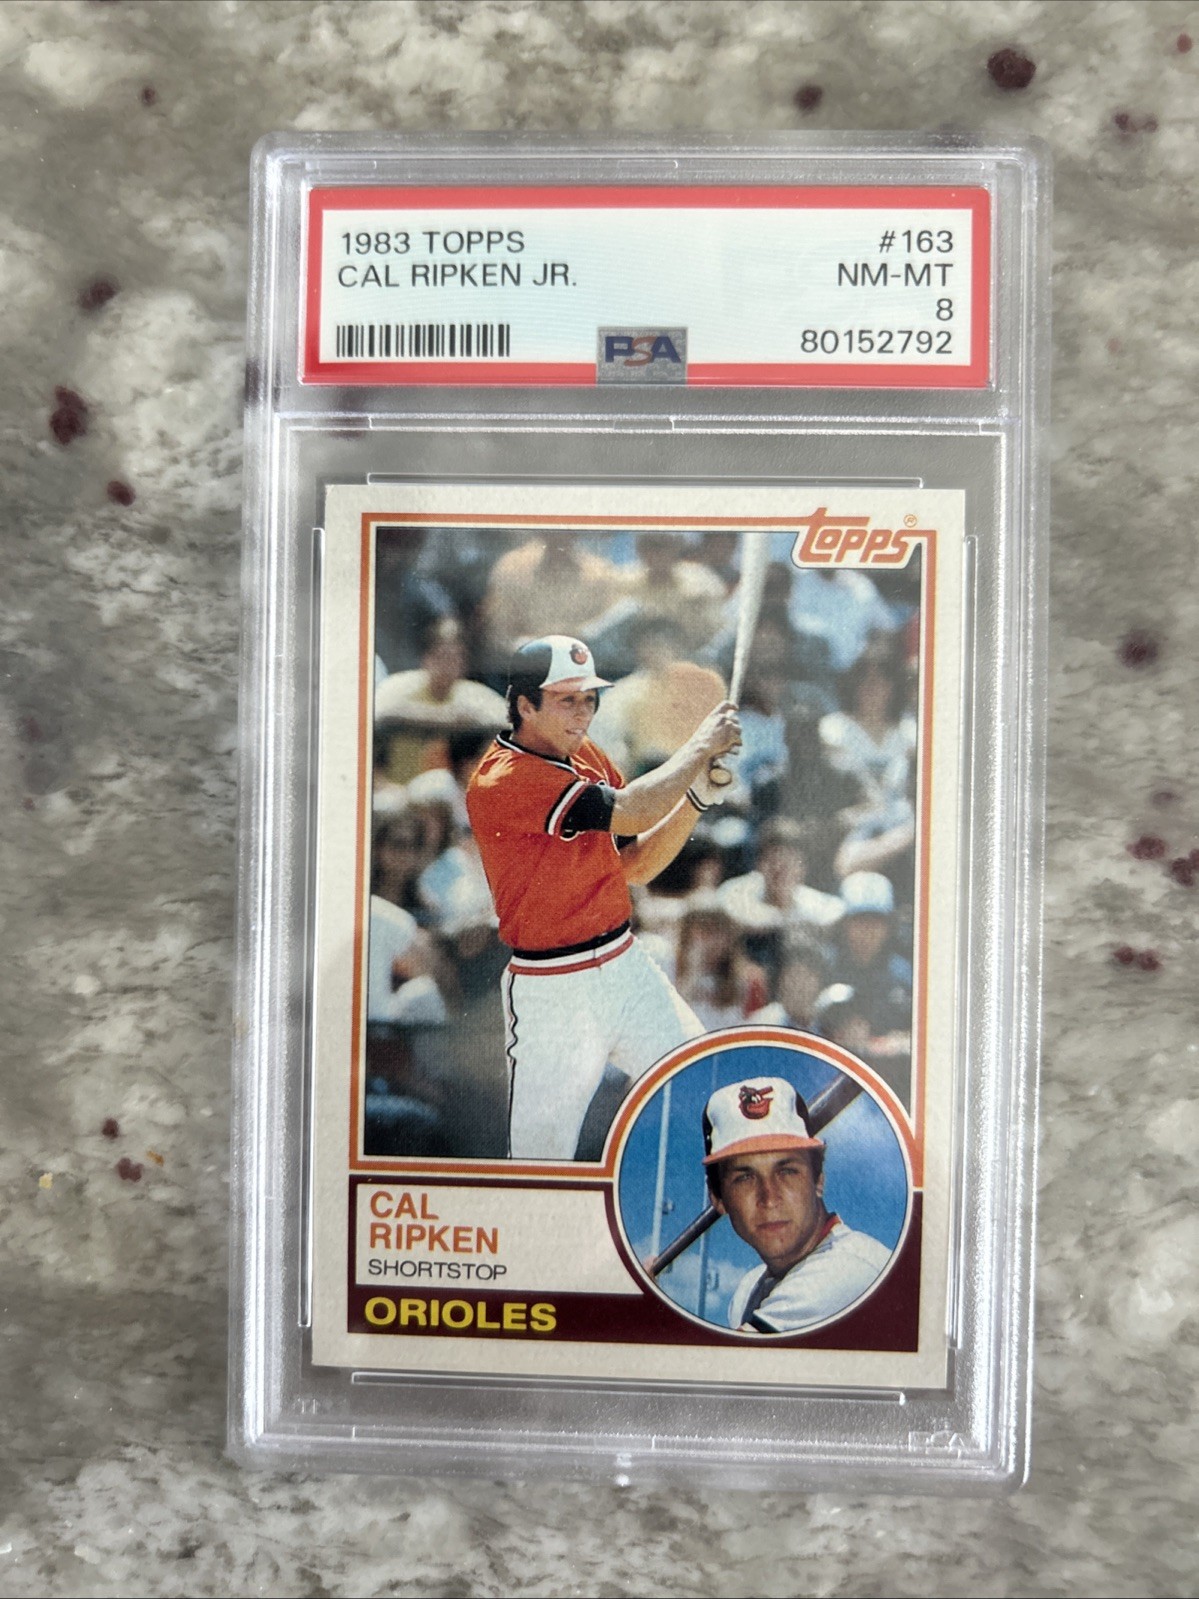 1983 TOPPS #163
CAL RIPKEN JR. NM-MT
8
PSA 80152792
TOPPS®
CAL
RIPKEN
SHORTSTOP
ORIOLES